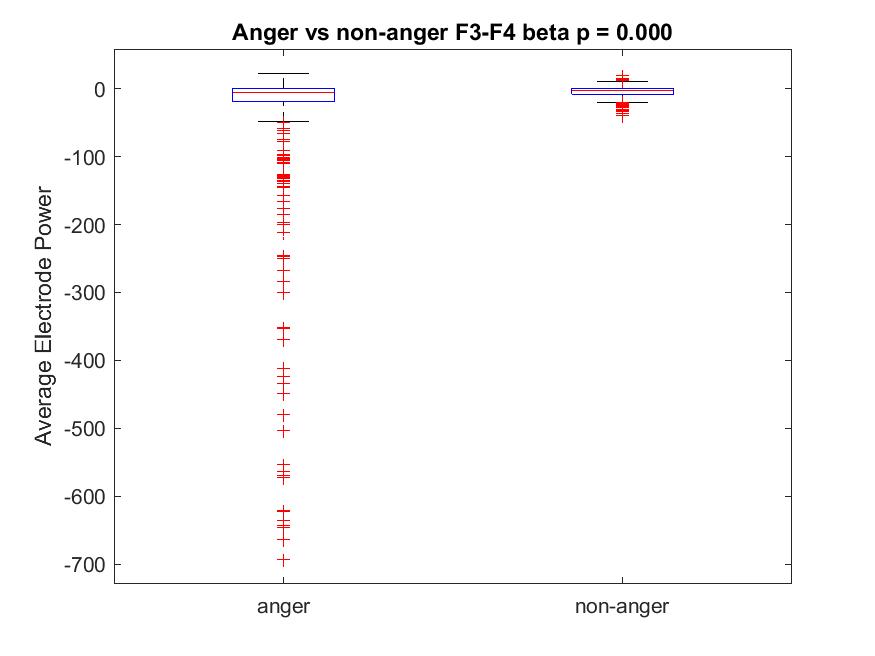 Anger vs non-anger F3-F4 beta p = 0.000
Average Electrode Power
0
-100
-200
-300
-400
-500
-600
-700
anger
non-anger